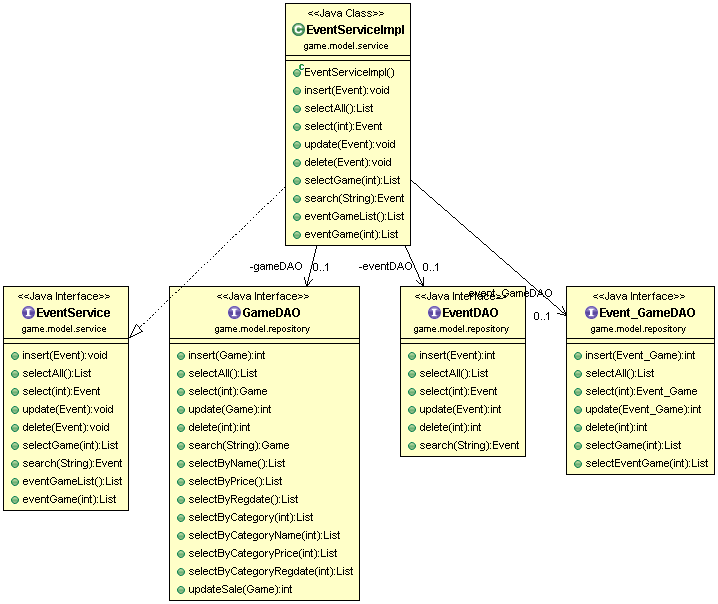 <<Java Class>>
EventServiceImpl
game.model.service
EventServiceImpl()
insert(Event):void
selectAll():List
select(int):Event
update(Event):void
delete(Event):void
selectGame(int):List
search(String):Event
eventGameList():List
eventGame(int):List
-gameDAO 0..1
-eventDAO 0..1
-event_GameDAO
0..1
<<Java Interface>>
EventService
game.model.service
insert(Event):void
selectAll():List
select(int):Event
update(Event):void
delete(Event):void
selectGame(int):List
search(String):Event
eventGameList():List
eventGame(int):List
<<Java Interface>>
GameDAO
game.model.repository
insert(Game):int
selectAll():List
select(int):Game
update(Game):int
delete(int):int
search(String):Game
selectByName():List
selectByPrice():List
selectByRegdate():List
selectByCategory(int):List
selectByCategoryName(int):List
selectByCategoryPrice(int):List
selectByCategoryRegdate(int):List
updateSale(Game):int
<<Java Interface>>
EventDAO
game.model.repository
insert(Event):int
selectAll():List
select(int):Event
update(Event):int
delete(int):int
search(String):Event
<<Java Interface>>
Event_GameDAO
game.model.repository
insert(Event_Game):int
selectAll():List
select(int):Event_Game
update(Event_Game):int
delete(int):int
selectGame(int):List
selectEventGame(int):List